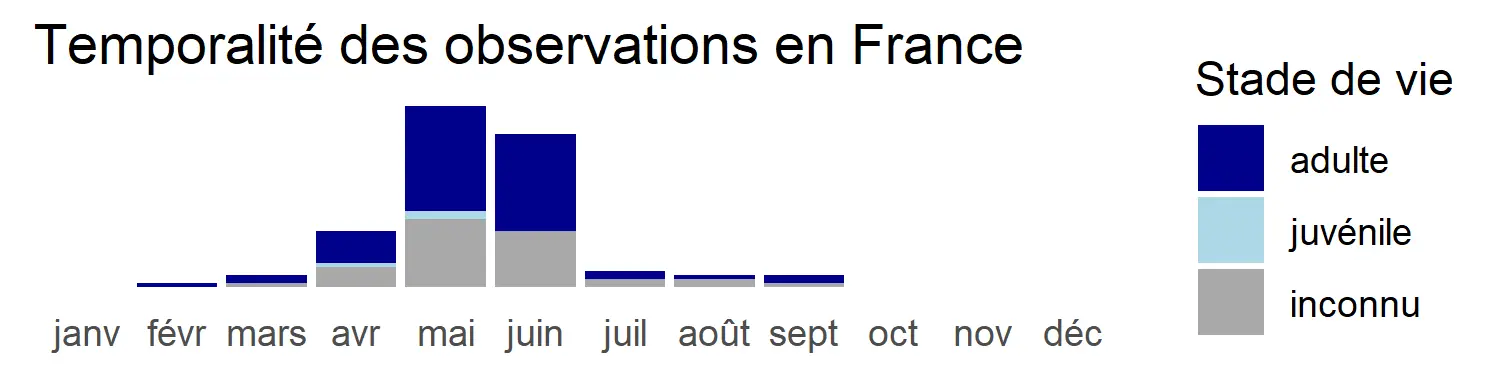 Temporalité des observations en France
janv févr mars avr mai juin juil août sept oct nov déc
Stade de vie
adulte
juvénile
inconnu